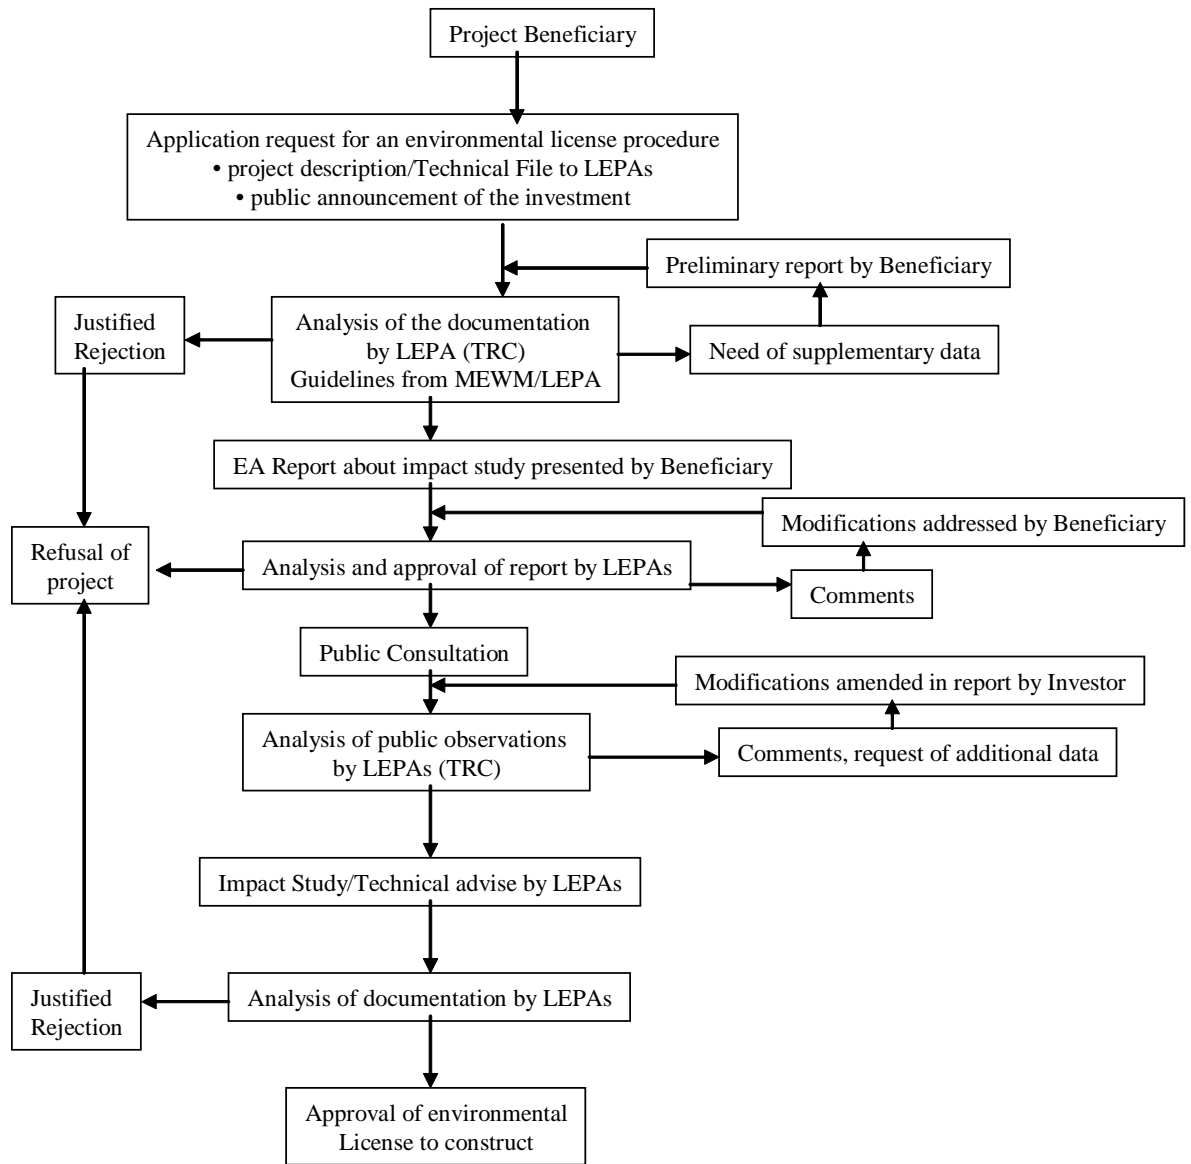 Project Beneficiary
Application request for an environmental license procedure
• project description/Technical File to LEPAs
• public announcement of the investment
Preliminary report by Beneficiary
Justified
Rejection
Analysis of the documentation
by LEPA (TRC)
Guidelines from MEWM/LEPA
Need of supplementary data
EA Report about impact study presented by Beneficiary
Modifications addressed by Beneficiary
Refusal of
project
Analysis and approval of report by LEPAs
Comments
Public Consultation
Modifications amended in report by Investor
Analysis of public observations
by LEPAs (TRC)
Comments, request of additional data
Impact Study/Technical advise by LEPAs
Justified
Rejection
Analysis of documentation by LEPAs
Approval of environmental
License to construct